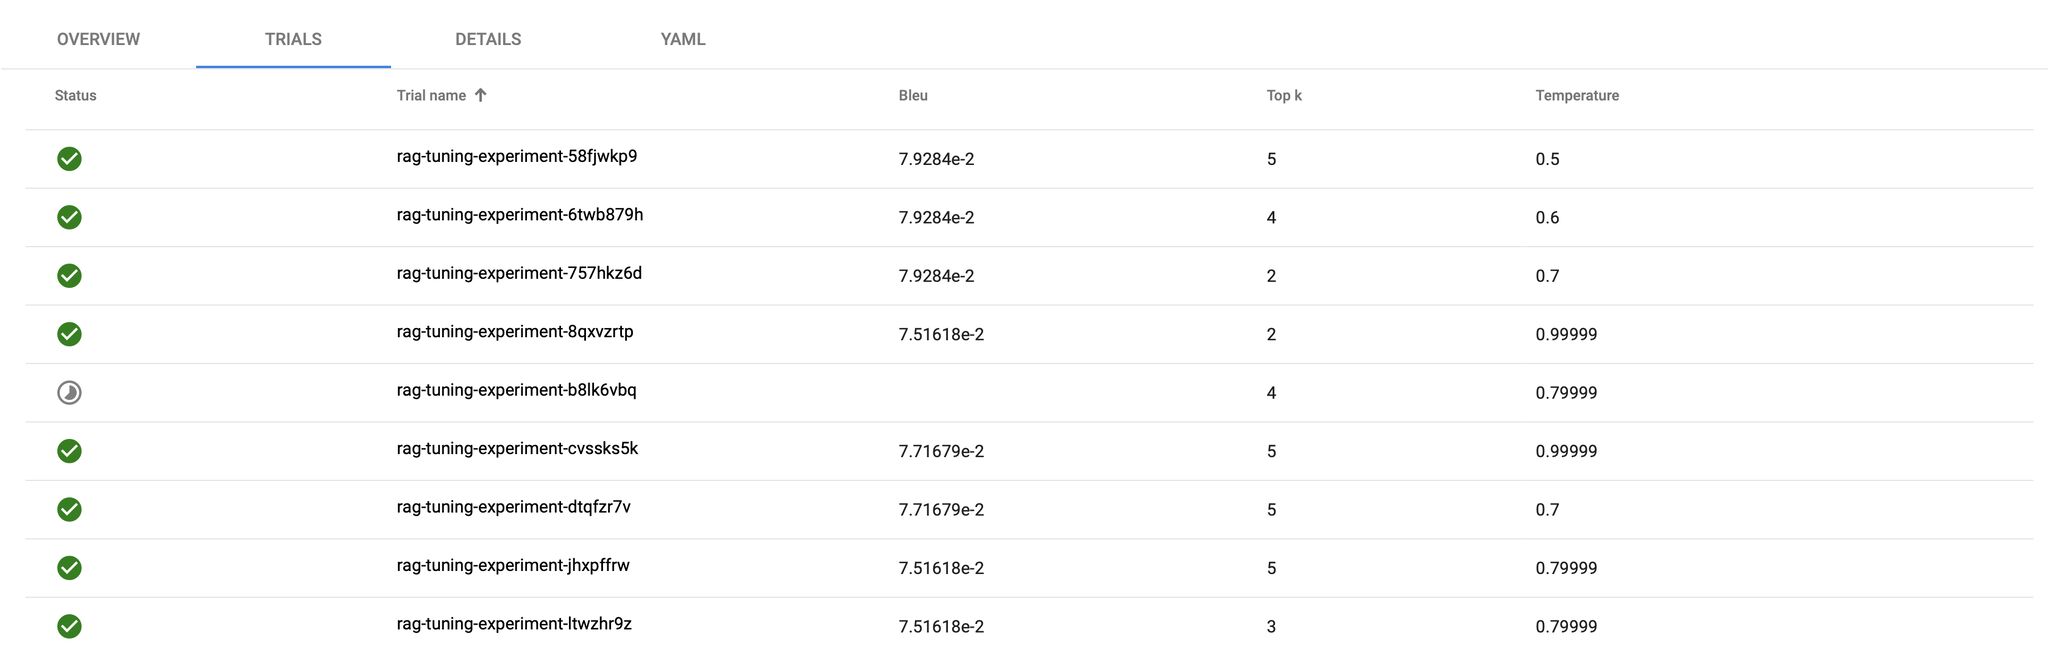 OVERVIEW TRIALS DETAILS YAML
Status Trial name Bleu Top k Temperature
rag-tuning-experiment-58fjwkp9 7.9284e-2 5 0.5
rag-tuning-experiment-6twb879h 7.9284e-2 4 0.6
rag-tuning-experiment-757hkz6d 7.9284e-2 2 0.7
rag-tuning-experiment-8qxvzrtp 7.51618e-2 2 0.99999
rag-tuning-experiment-b8lk6vbq 4 0.79999
rag-tuning-experiment-cvssks5k 7.71679e-2 5 0.99999
rag-tuning-experiment-dtqfzr7v 7.71679e-2 5 0.7
rag-tuning-experiment-jhxpffrw 7.51618e-2 5 0.79999
rag-tuning-experiment-ltwzhr9z 7.51618e-2 3 0.79999